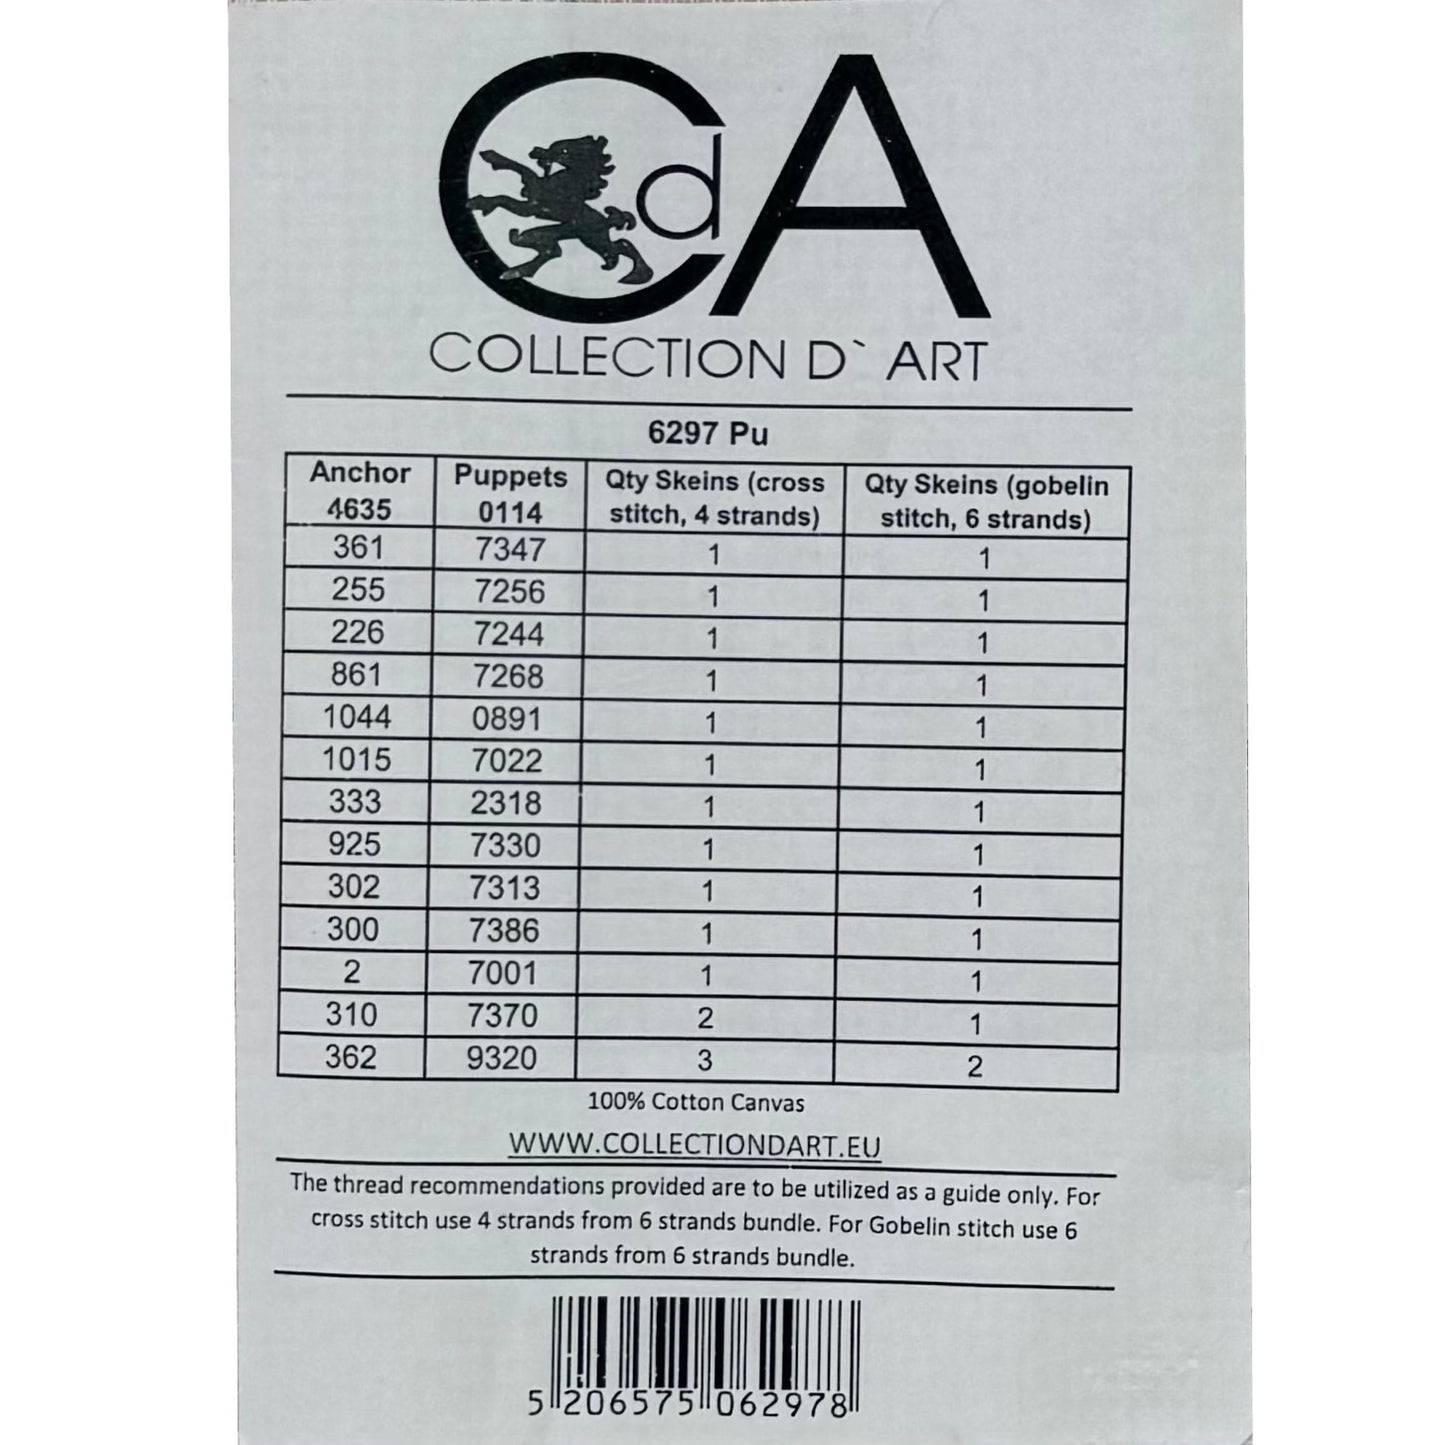 CdA
COLLECTION D` ART
6297 Pu
Anchor 4635 Puppets 0114 Qty Skeins (cross stitch, 4 strands) Qty Skeins (gobelin stitch, 6 strands)
361 7347 1 1
255 7256 1 1
226 7244 1 1
861 7268 1 1
1044 0891 1 1
1015 7022 1 1
333 2318 1 1
925 7330 1 1
302 7313 1 1
300 7386 1 1
2 7001 1 1
310 7370 2 1
362 9320 3 2
100% Cotton Canvas
WWW.COLLECTIONDART.EU
The thread recommendations provided are to be utilized as a guide only. For
cross stitch use 4 strands from 6 strands bundle. For Gobelin stitch use 6
strands from 6 strands bundle.
5 206575 062978